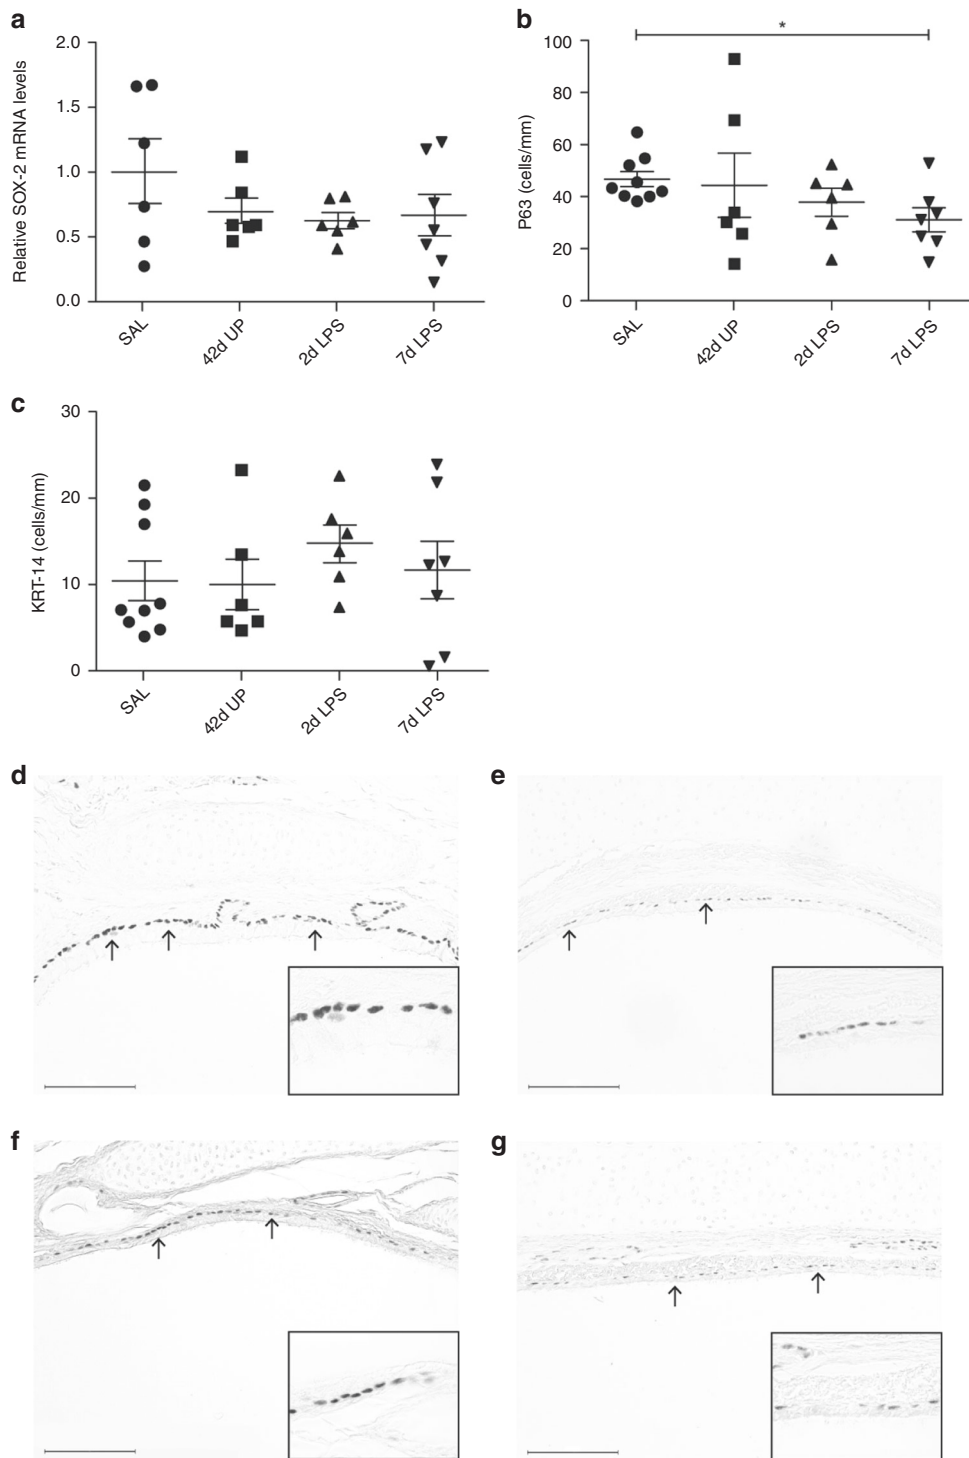 a
Relative SOX-2 mRNA levels
2.0
1.5
1.0
0.5
0.0
SAL
42d UP
2d LPS
7d LPS
b
*
P63 (cells/mm)
100
80
60
40
20
0
SAL
42d UP
2d LPS
7d LPS
c
KRT-14 (cells/mm)
30
20
10
0
SAL
42d UP
2d LPS
7d LPS
d
e
f
g